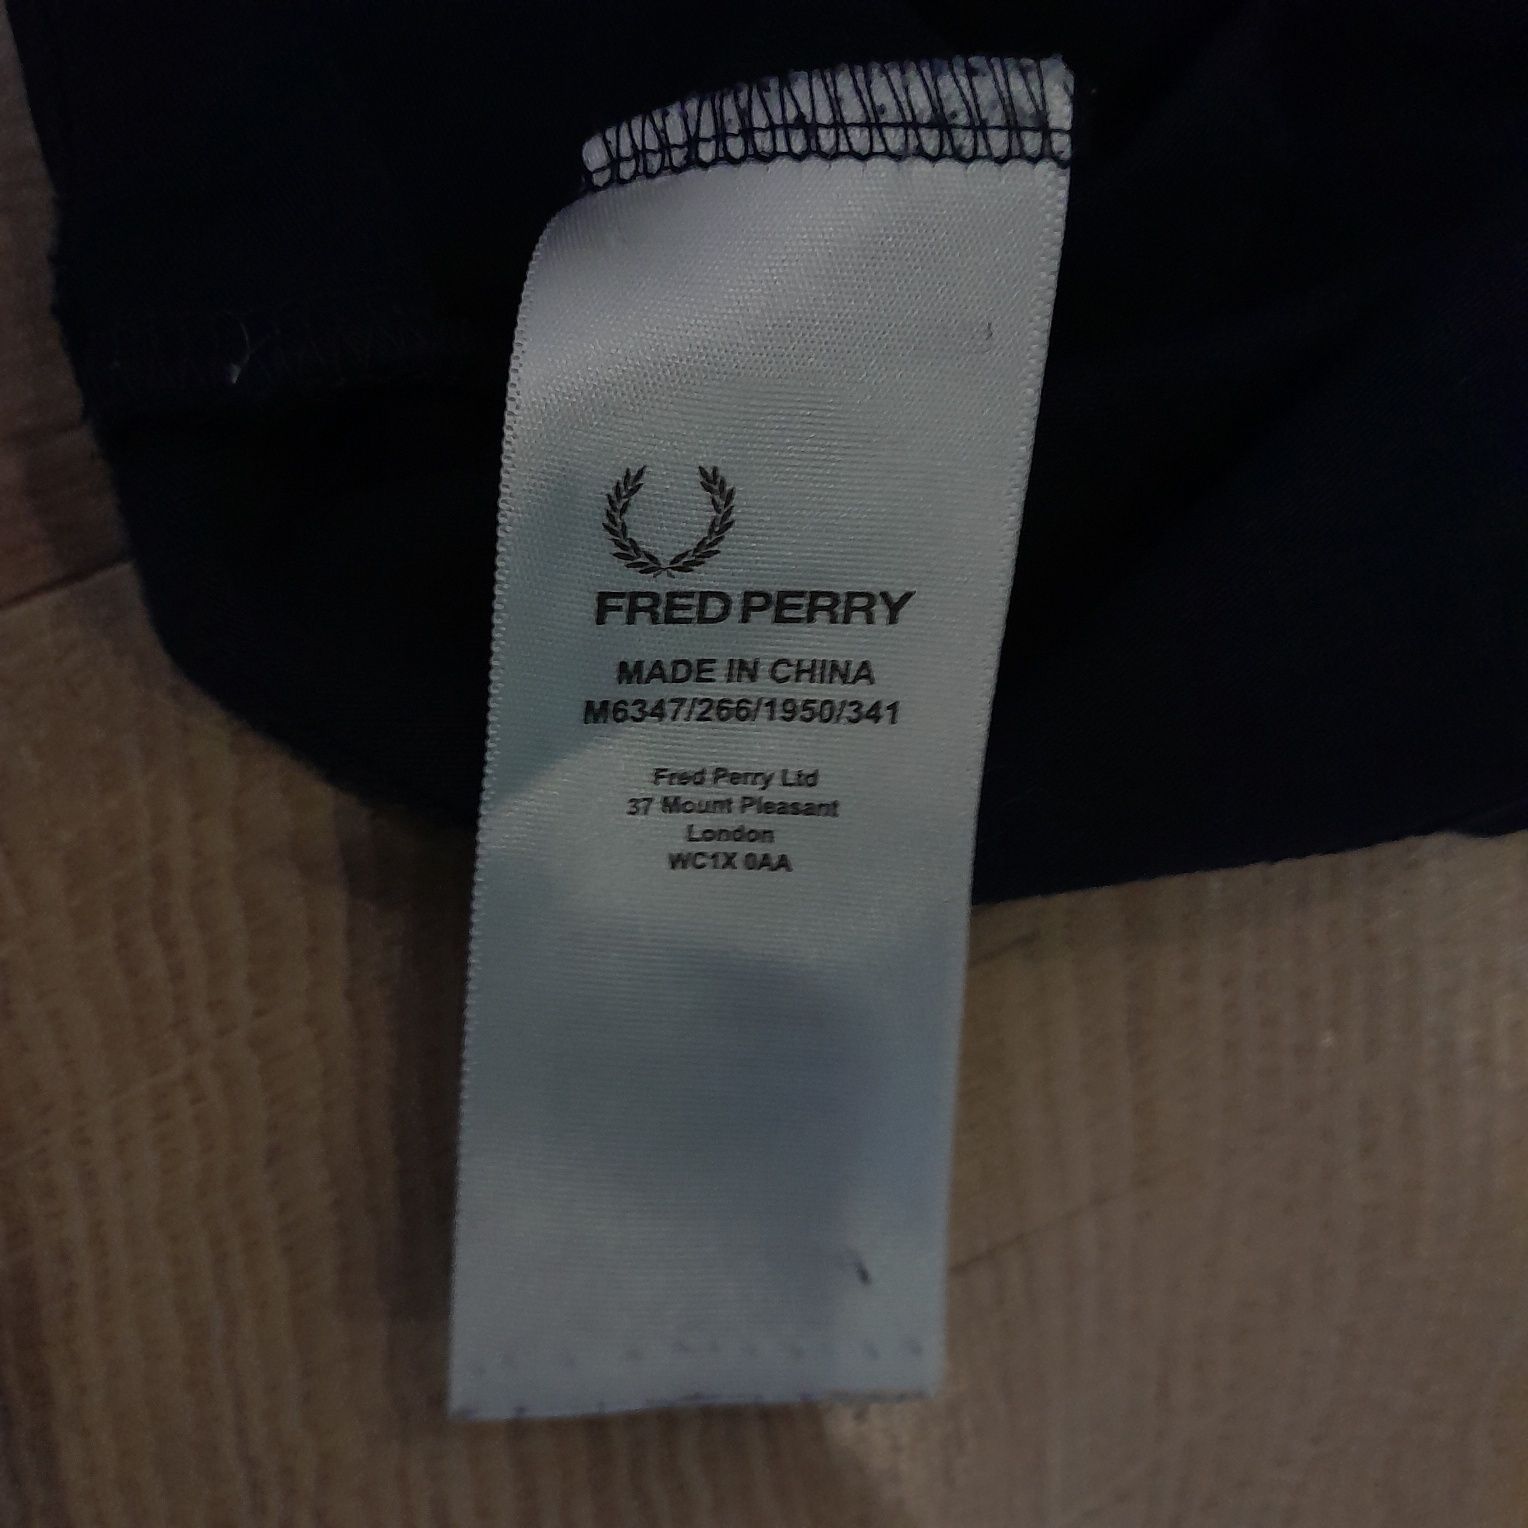 FRED PERRY
MADE IN CHINA
M6347/266/1950/341
Fred Perry Ltd
37 Mount Pleasant
London
WC1X 0AA